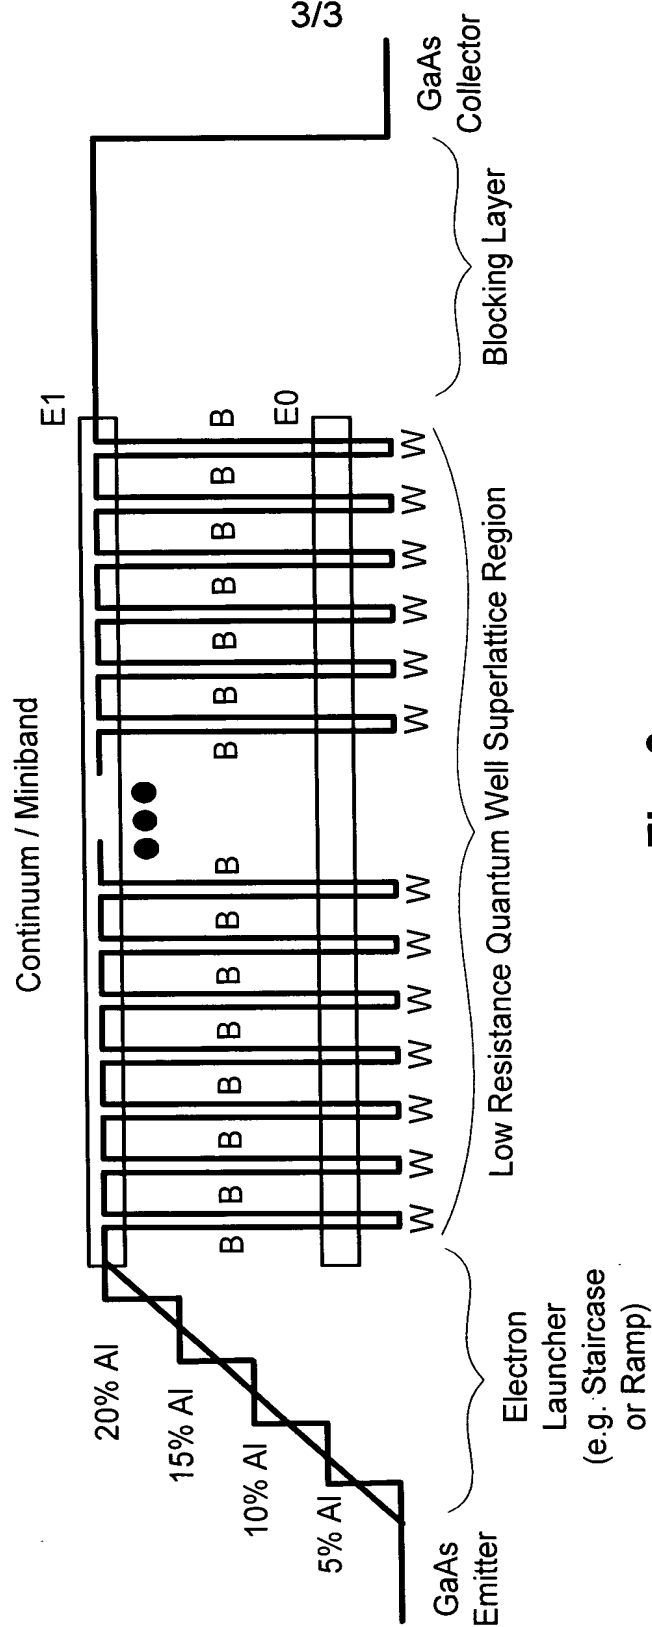 3/3
Continuum / Miniband
E1
20% Al
15% Al
10% Al
5% Al
B B B B B B B B B B B B B B B
E0
W W W W W W W W W W W W W
GaAs
Emitter
Electron
Launcher
(e.g. Staircase
or Ramp)
Low Resistance Quantum Well Superlattice Region
Blocking Layer
GaAs
Collector